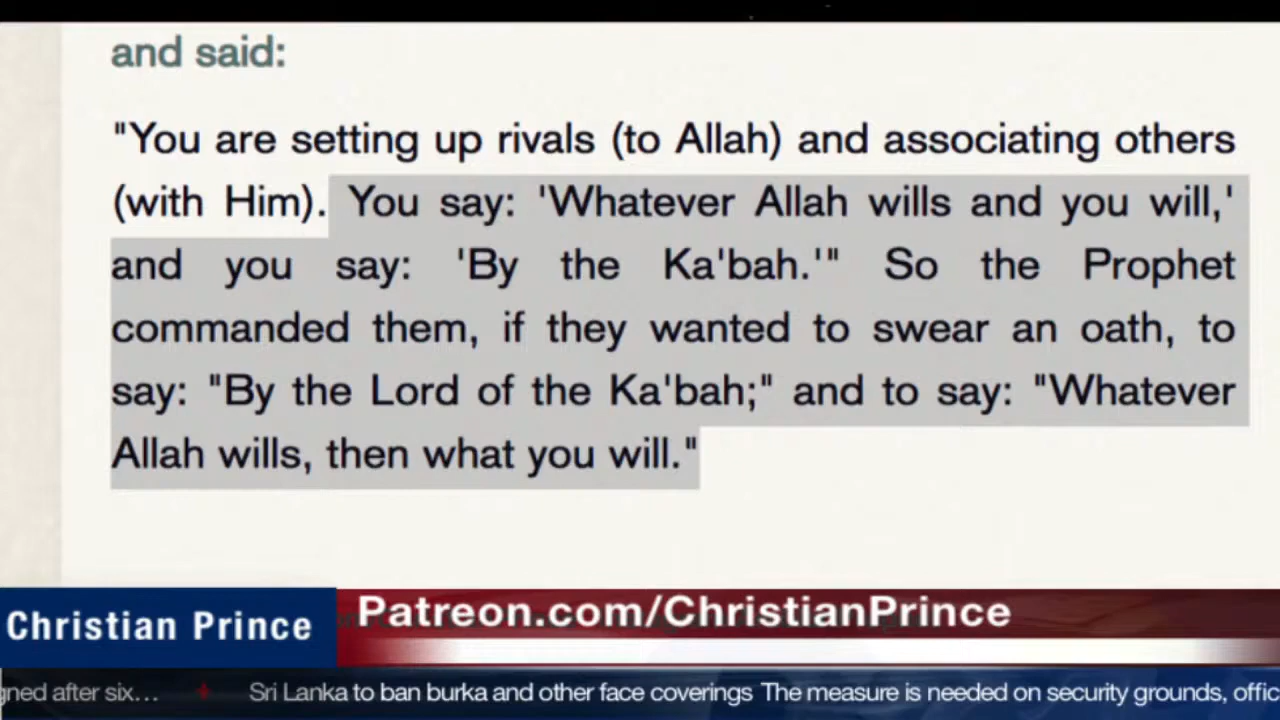 and said:
"You are setting up rivals (to Allah) and associating others
(with Him). You say: 'Whatever Allah wills and you will,'
and you say: 'By the Ka'bah.'" So the Prophet
commanded them, if they wanted to swear an oath, to
say: "By the Lord of the Ka'bah;" and to say: "Whatever
Allah wills, then what you will."
Christian Prince
Patreon.com/ChristianPrince
gned after six... Sri Lanka to ban burka and other face coverings The measure is needed on security grounds, offic